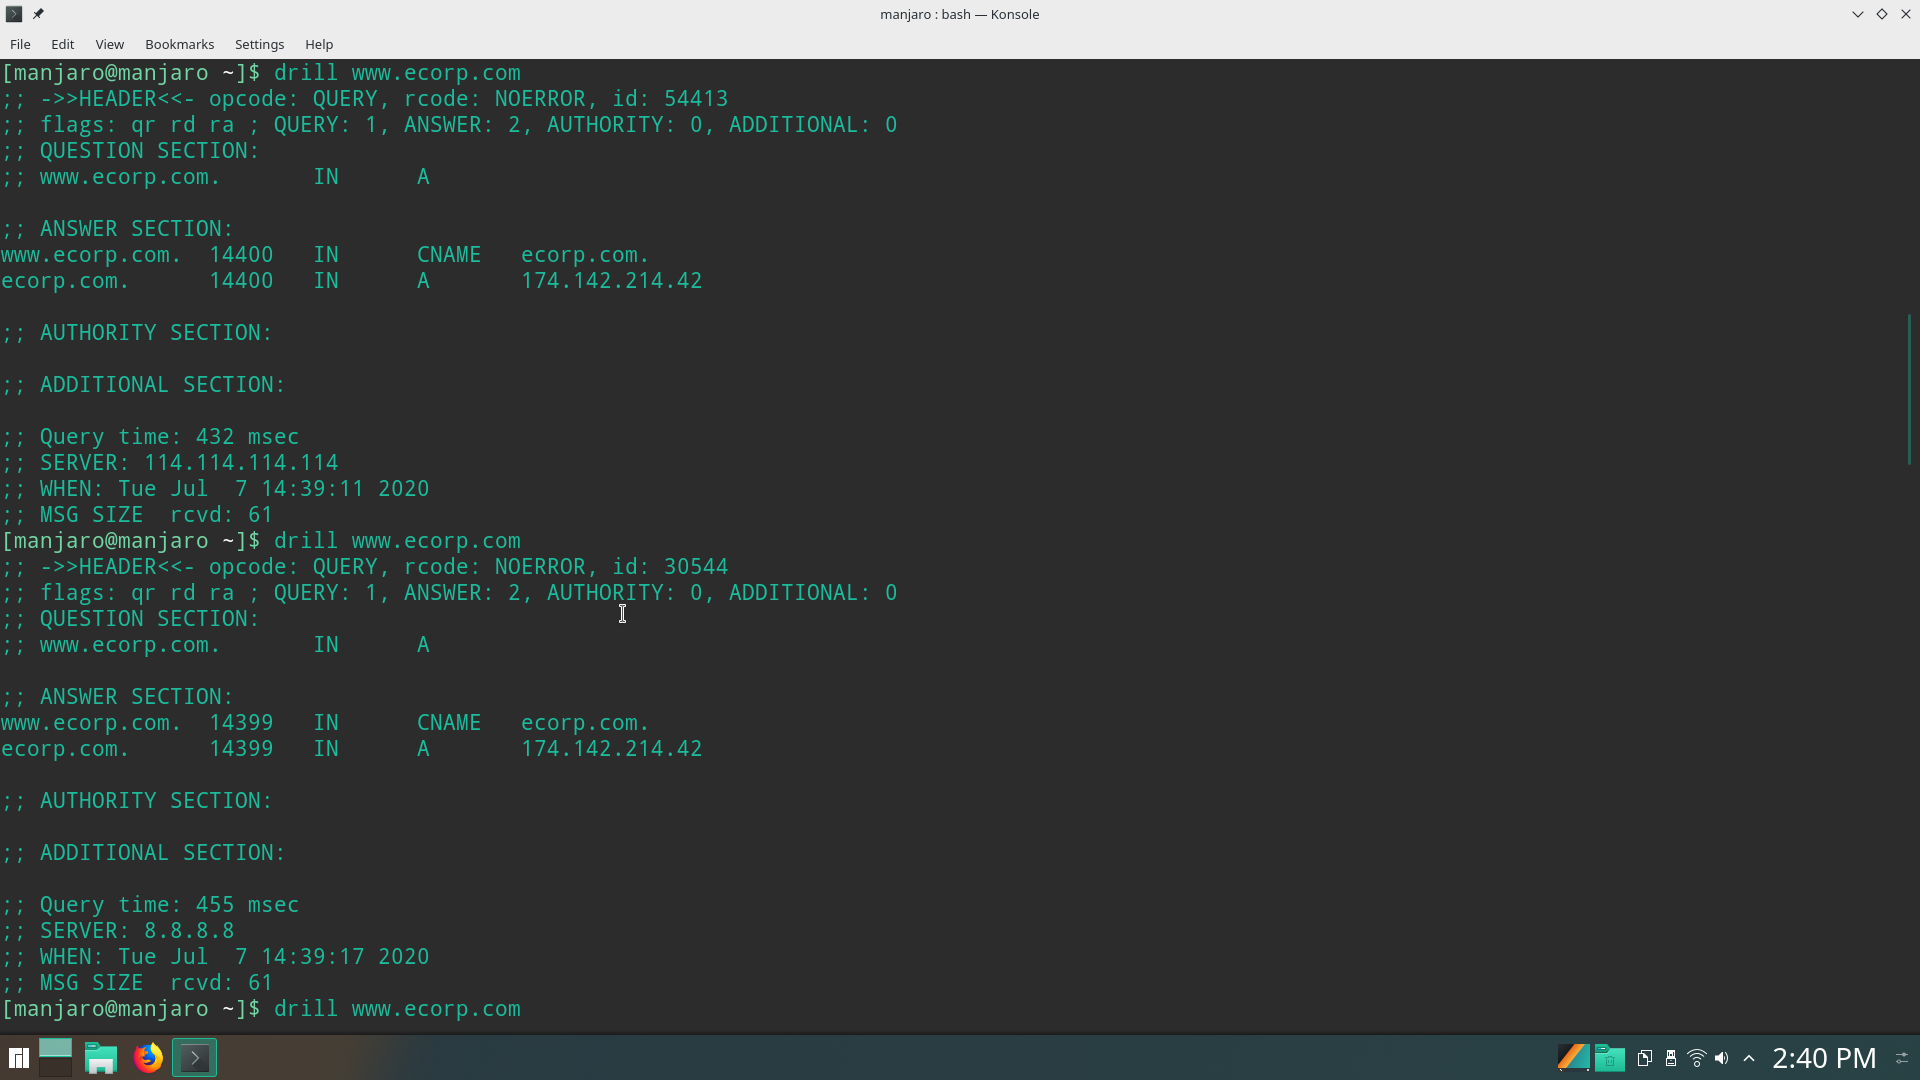 manjaro : bash — Konsole
File Edit View Bookmarks Settings Help
[manjaro@manjaro ~]$ drill www.ecorp.com
;; ->>HEADER<<- opcode: QUERY, rcode: NOERROR, id: 54413
;; flags: qr rd ra ; QUERY: 1, ANSWER: 2, AUTHORITY: 0, ADDITIONAL: 0
;; QUESTION SECTION:
;; www.ecorp.com. IN A
;; ANSWER SECTION:
www.ecorp.com. 14400 IN CNAME ecorp.com.
ecorp.com. 14400 IN A 174.142.214.42
;; AUTHORITY SECTION:
;; ADDITIONAL SECTION:
;; Query time: 432 msec
;; SERVER: 114.114.114.114
;; WHEN: Tue Jul  7 14:39:11 2020
;; MSG SIZE  rcvd: 61
[manjaro@manjaro ~]$ drill www.ecorp.com
;; ->>HEADER<<- opcode: QUERY, rcode: NOERROR, id: 30544
;; flags: qr rd ra ; QUERY: 1, ANSWER: 2, AUTHORITY: 0, ADDITIONAL: 0
;; QUESTION SECTION:
;; www.ecorp.com. IN A
;; ANSWER SECTION:
www.ecorp.com. 14399 IN CNAME ecorp.com.
ecorp.com. 14399 IN A 174.142.214.42
;; AUTHORITY SECTION:
;; ADDITIONAL SECTION:
;; Query time: 455 msec
;; SERVER: 8.8.8.8
;; WHEN: Tue Jul  7 14:39:17 2020
;; MSG SIZE  rcvd: 61
[manjaro@manjaro ~]$ drill www.ecorp.com
2:40 PM